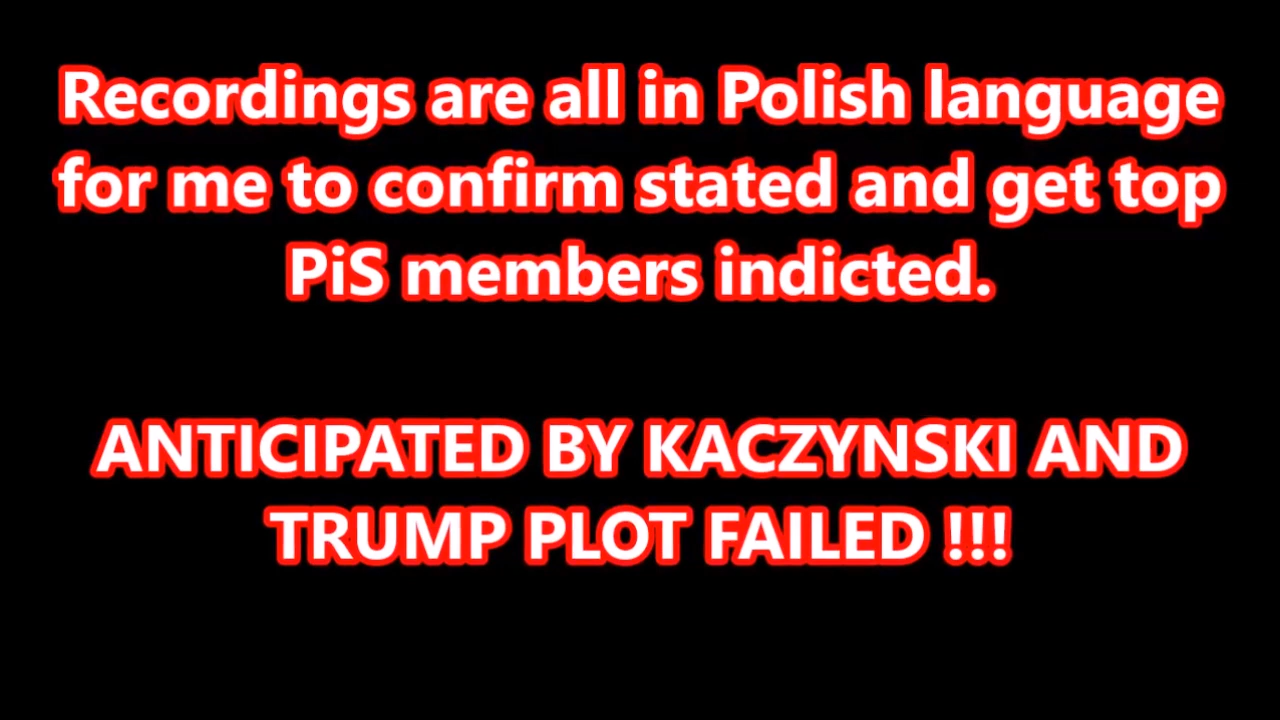 Recordings are all in Polish language
for me to confirm stated and get top
PiS members indicted.
ANTICIPATED BY KACZYNSKI AND
TRUMP PLOT FAILED !!!